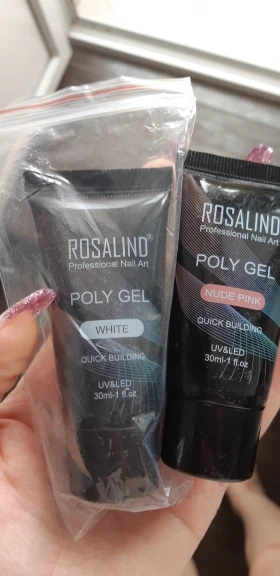 ROSALIND®
Professional Nail Art
POLY GEL
WHITE
QUICK BUILDING
UV&LED
30ml-1 fl.oz
ROSALIND
Professional Nail Art
POLY GEL
NUDE PINK
QUICK BUILDING
UV&LED
30ml-1 fl.oz